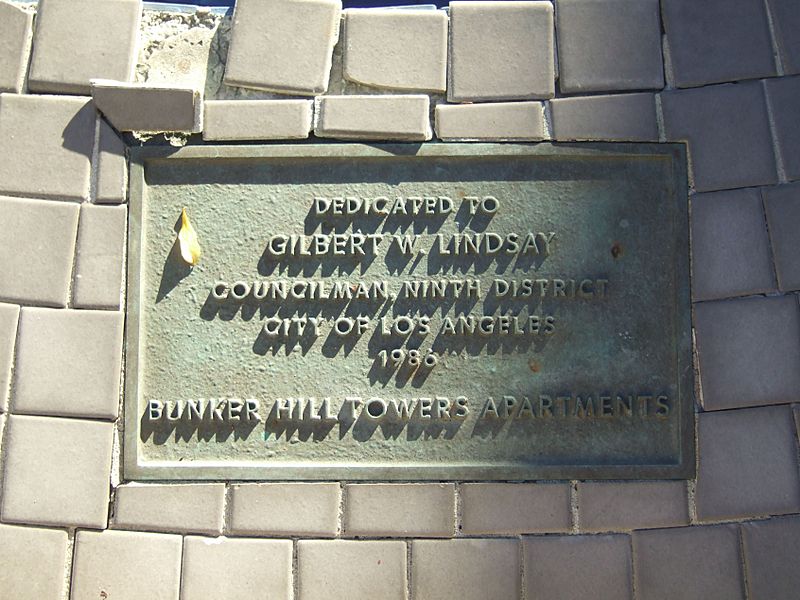 DEDICATED TO
GILBERT W. LINDSAY
COUNCILMAN, NINTH DISTRICT
CITY OF LOS ANGELES
1986
BUNKER HILL TOWERS APARTMENTS